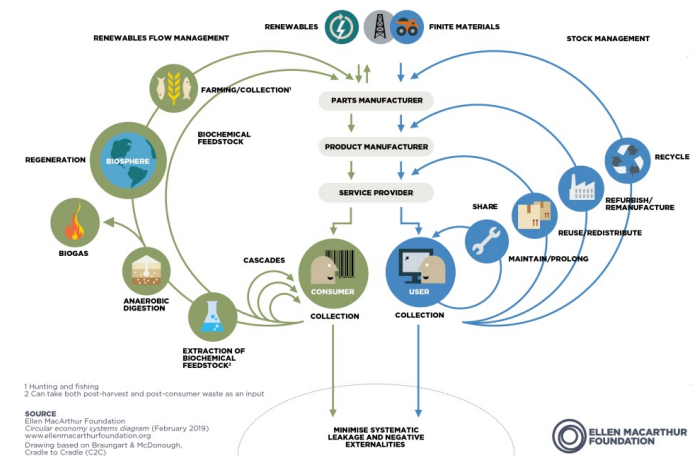 RENEWABLES
FINITE MATERIALS
RENEWABLES FLOW MANAGEMENT
STOCK MANAGEMENT
FARMING/COLLECTION¹
PARTS MANUFACTURER
BIOCHEMICAL
FEEDSTOCK
PRODUCT MANUFACTURER
REGENERATION
BIOSPHERE
RECYCLE
SERVICE PROVIDER
REFURBISH/
REMANUFACTURE
SHARE
REUSE/REDISTRIBUTE
BIOGAS
CASCADES
MAINTAIN/PROLONG
CONSUMER
USER
ANAEROBIC
DIGESTION
COLLECTION
COLLECTION
EXTRACTION OF
BIOCHEMICAL
FEEDSTOCK²
1 Hunting and fishing
2 Can take both post-harvest and post-consumer waste as an input
SOURCE
Ellen MacArthur Foundation
Circular economy systems diagram (February 2019)
www.ellenmacarthurfoundation.org
Drawing based on Braungart & McDonough,
Cradle to Cradle (C2C)
MINIMISE SYSTEMATIC
LEAKAGE AND NEGATIVE
EXTERNALITIES
ELLEN MACARTHUR
FOUNDATION